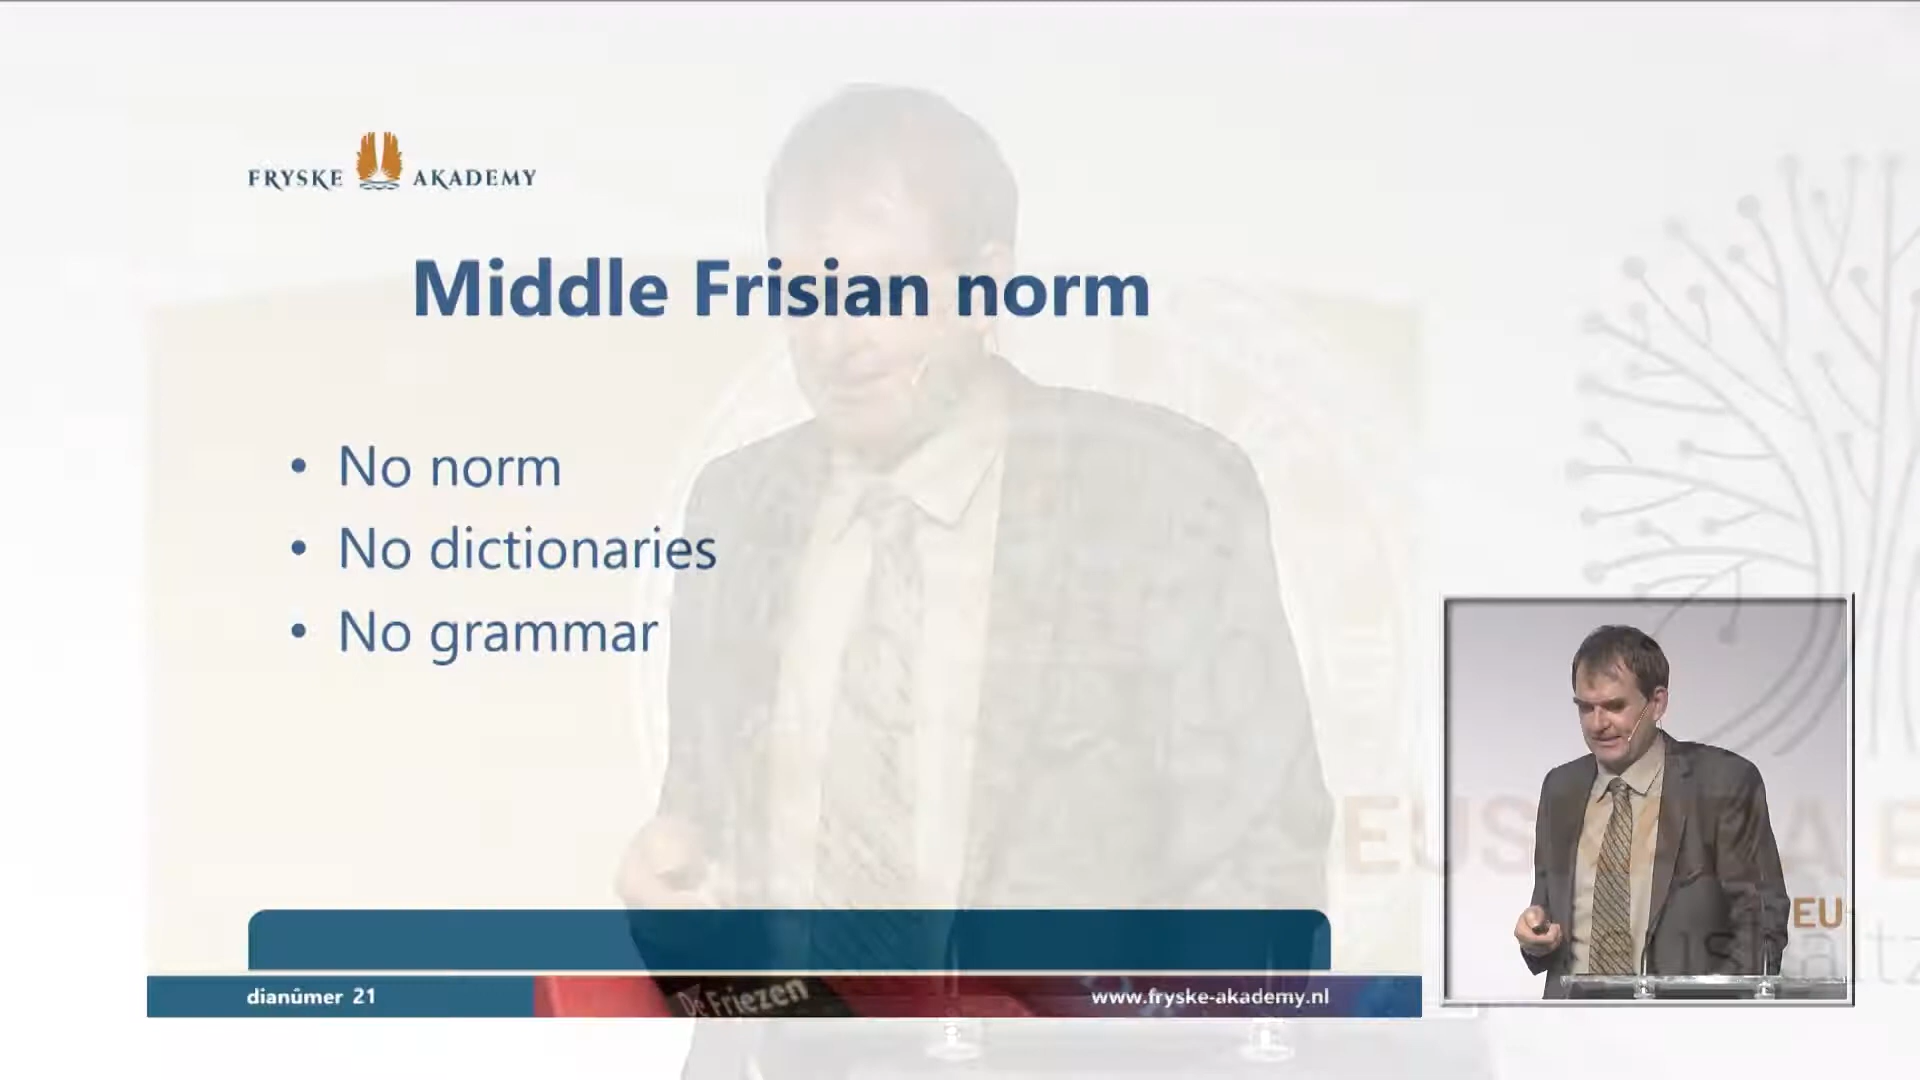 FRYSKE AKADEMY
Middle Frisian norm
• No norm
• No dictionaries
• No grammar
dianûmer 21
De Friezen
www.fryske-akademy.nl
EU